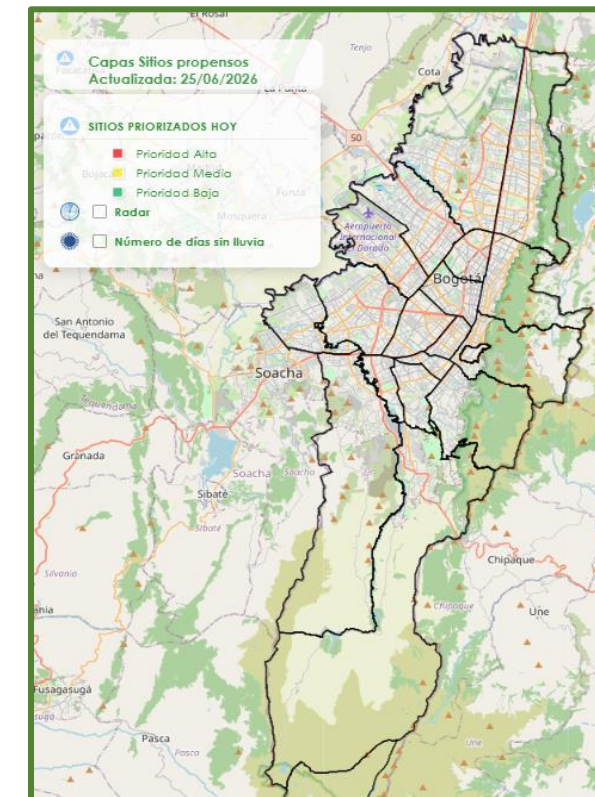 El Rosal
Capas Sitios propensos
Actualizada: 25/06/2026
Tenjo
Cota
La Punta
SITIOS PRIORIZADOS HOY
50
Prioridad Alta
Prioridad Media
Prioridad Baja
Funza
Mosquera
Radar
Aeropuerto
Internacional
El Dorado
Número de días sin lluvia
Bogotá
San Antonio
del Tequendama
Soacha
Tequendama
Granada
Soacha
Soacha
Sibaté
Sibaté
Chipaque
Silvania
Chipaque
Une
Fusagasugá
Pasca
Pasca
Une